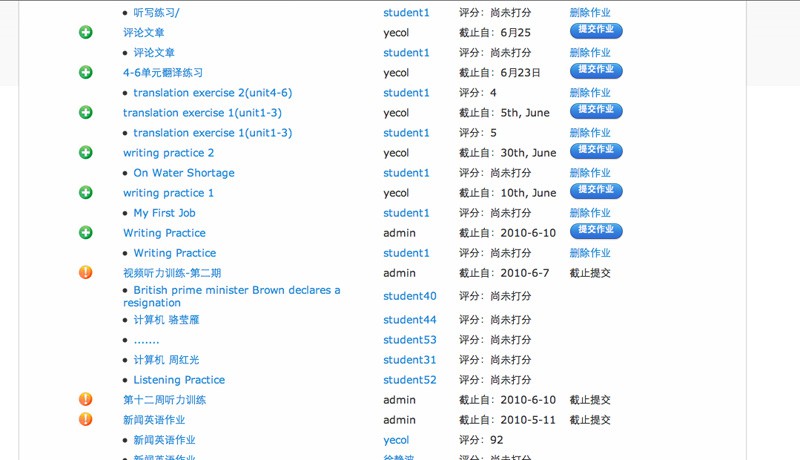 听写练习/ student1 评分：尚未打分 删除作业
评论文章 yecol 截止自：6月25 提交作业
评论文章 student1 评分：尚未打分 删除作业
4-6单元翻译练习 yecol 截止自：6月23日 提交作业
translation exercise 2(unit4-6) student1 评分：4 删除作业
translation exercise 1(unit1-3) yecol 截止自：5th, June 提交作业
translation exercise 1(unit1-3) student1 评分：5 删除作业
writing practice 2 yecol 截止自：30th, June 提交作业
On Water Shortage student1 评分：尚未打分 删除作业
writing practice 1 yecol 截止自：10th, June 提交作业
My First Job student1 评分：尚未打分 删除作业
Writing Practice admin 截止自：2010-6-10 提交作业
Writing Practice student1 评分：尚未打分 删除作业
视频听力训练-第二期 admin 截止自：2010-6-7 截止提交
British prime minister Brown declares a
resignation student40 评分：尚未打分
计算机 骆莹雁 student44 评分：尚未打分
....... student53 评分：尚未打分
计算机 周红光 student31 评分：尚未打分
Listening Practice student52 评分：尚未打分
第十二周听力训练 admin 截止自：2010-6-10 截止提交
新闻英语作业 admin 截止自：2010-5-11 截止提交
新闻英语作业 yecol 评分：92
新闻英语作业 徐静波 评分：尚未打分